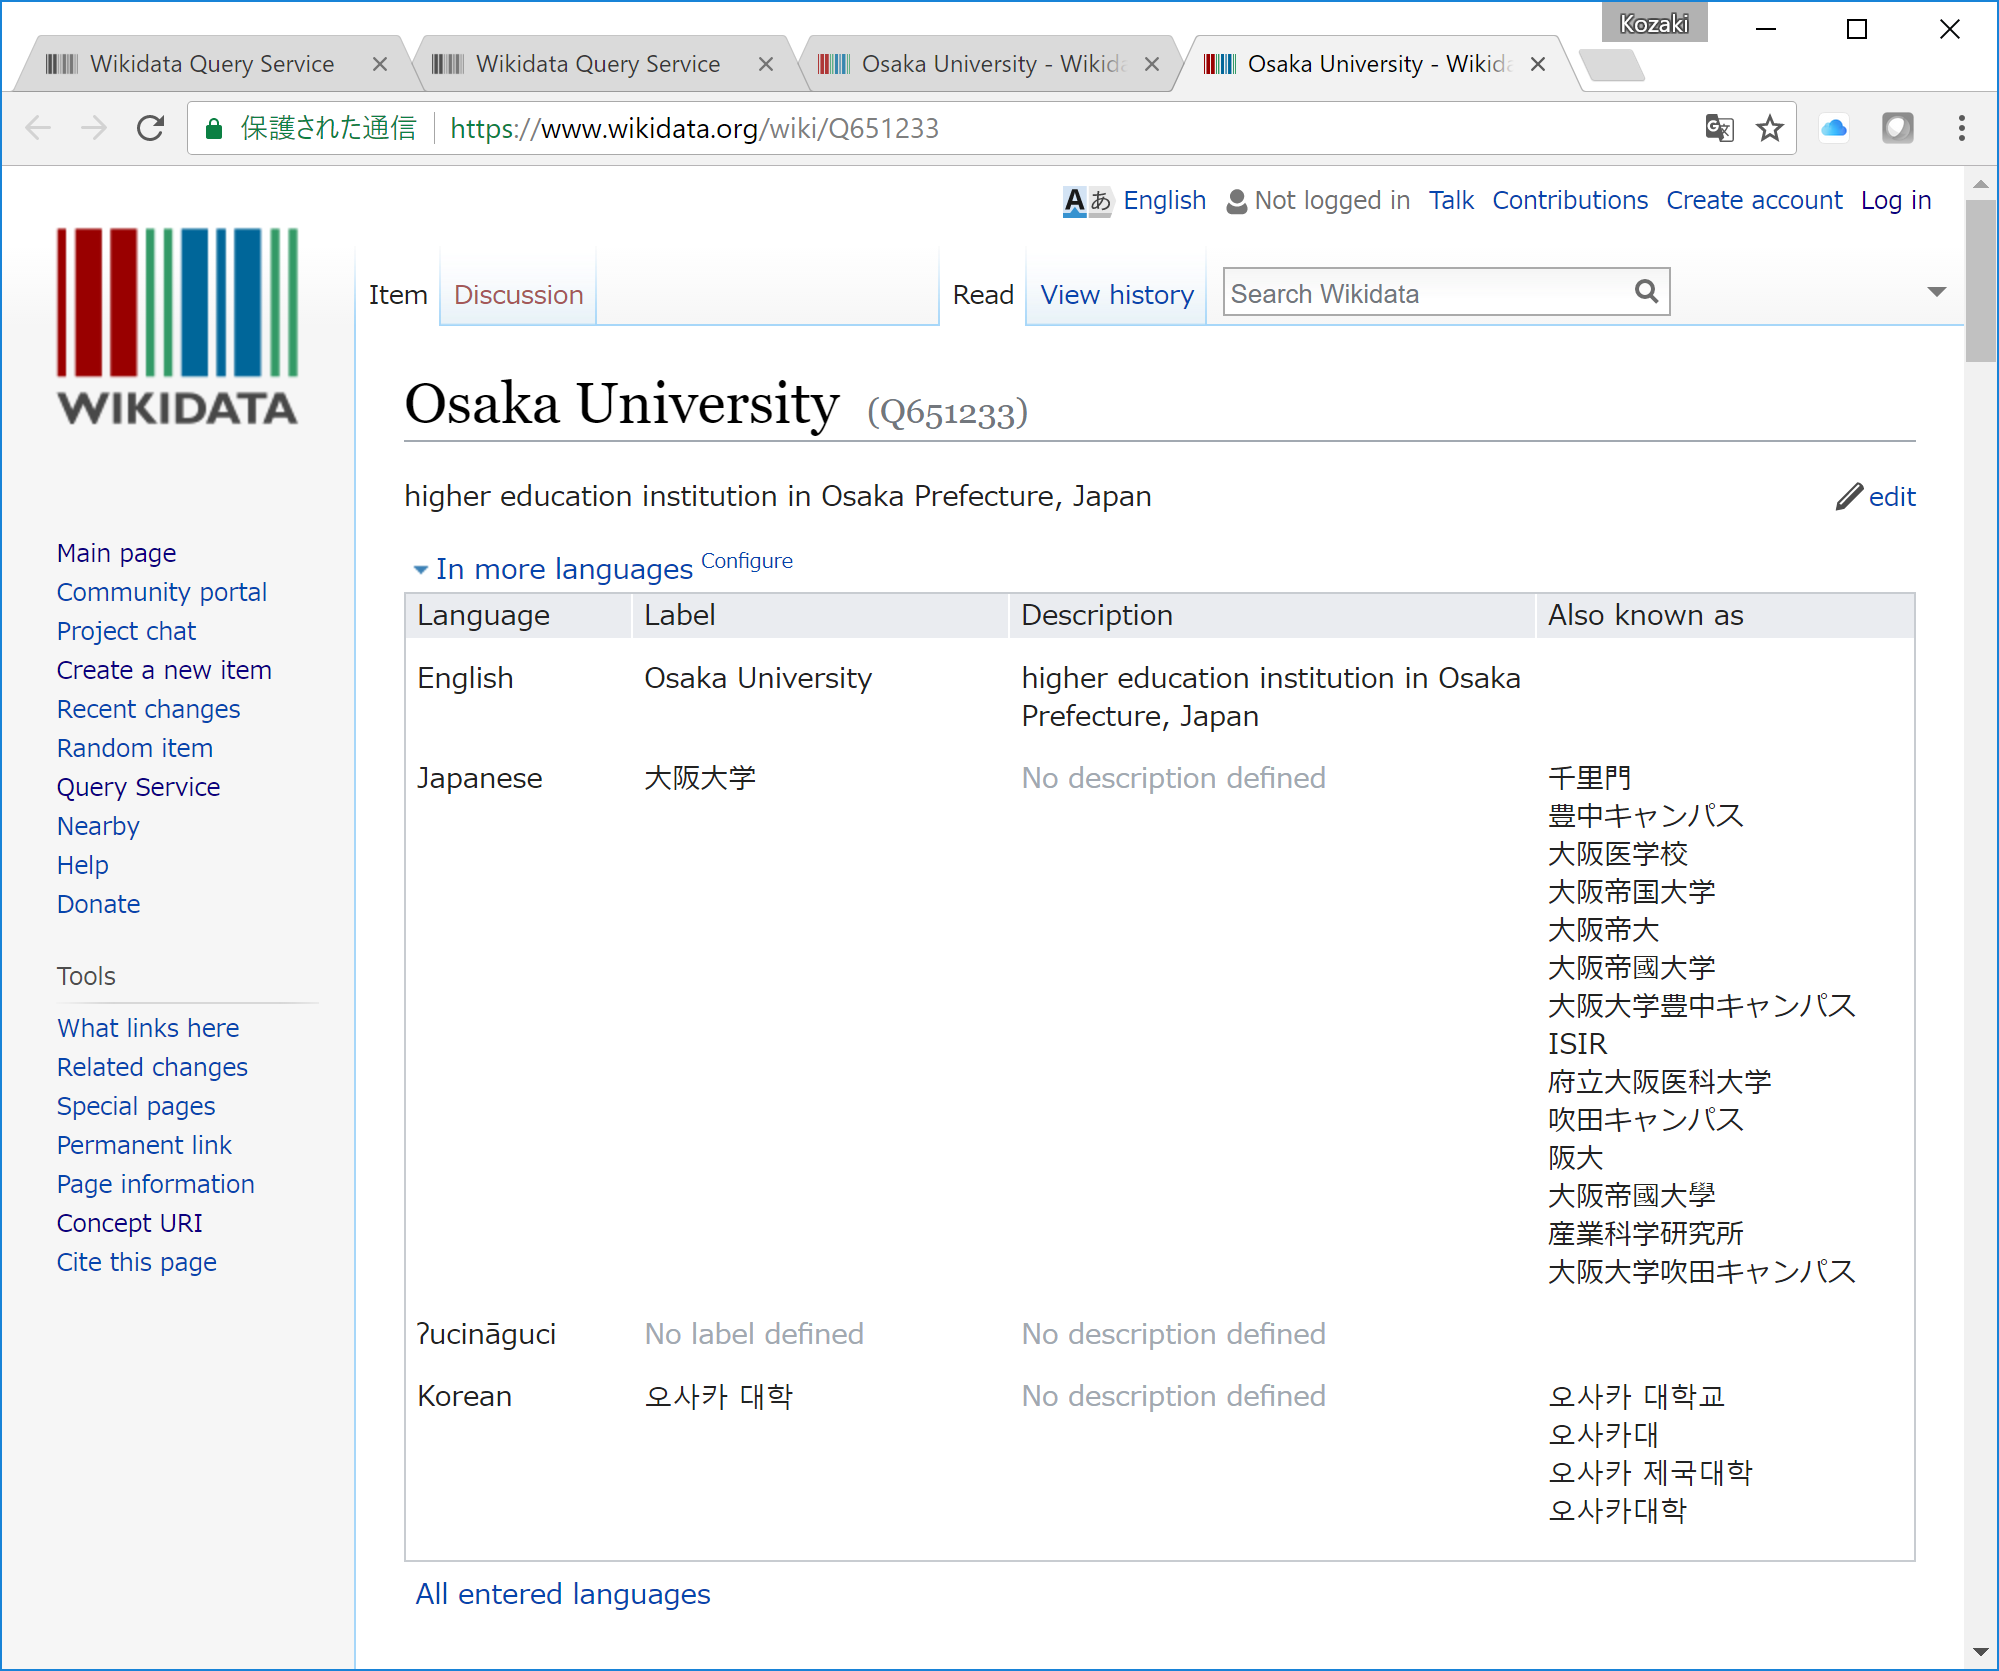 Kozaki
Wikidata Query Service
Wikidata Query Service
Osaka University - Wikida
Osaka University - Wikida
保護された通信
https://www.wikidata.org/wiki/Q651233
A あ English Not logged in Talk Contributions Create account Log in
WIKIDATA
Item Discussion Read View history Search Wikidata
Osaka University (Q651233)
higher education institution in Osaka Prefecture, Japan
edit
In more languages Configure
Language Label Description Also known as
English Osaka University higher education institution in Osaka
Prefecture, Japan
Japanese 大阪大学 No description defined 千里門
豊中キャンパス
大阪医学校
大阪帝国大学
大阪帝大
大阪帝國大学
大阪大学豊中キャンパス
ISIR
府立大阪医科大学
吹田キャンパス
阪大
大阪帝國大學
産業科学研究所
大阪大学吹田キャンパス
ʔucināguci No label defined No description defined
Korean 오사카 대학 No description defined 오사카 대학교
오사카대
오사카 제국대학
오사카대학
All entered languages
Main page
Community portal
Project chat
Create a new item
Recent changes
Random item
Query Service
Nearby
Help
Donate
Tools
What links here
Related changes
Special pages
Permanent link
Page information
Concept URI
Cite this page